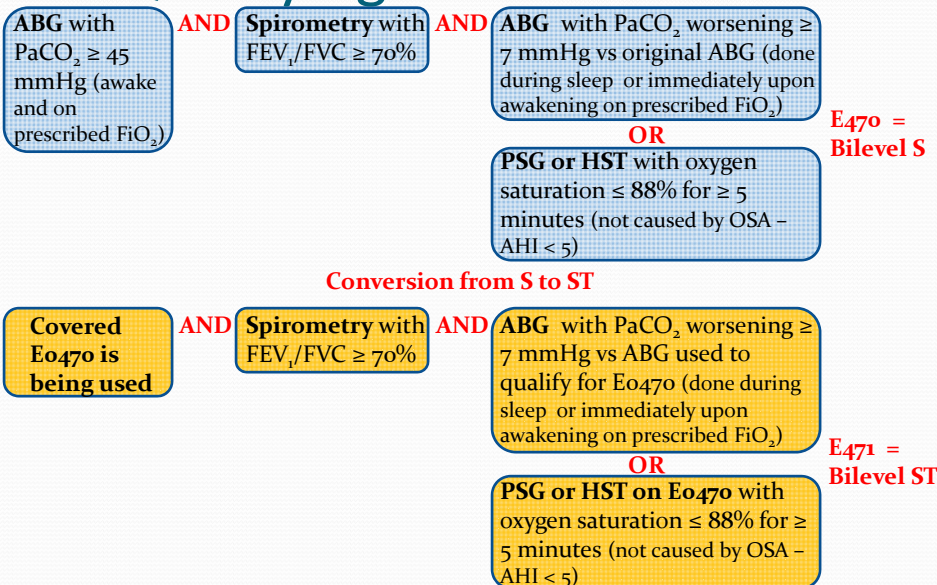 ABG with
PaCO₂ ≥ 45
mmHg (awake
and on
prescribed FiO₂)
AND
Spirometry with
FEV₁/FVC ≥ 70%
AND
ABG with PaCO₂ worsening ≥
7 mmHg vs original ABG (done
during sleep or immediately upon
awakening on prescribed FiO₂)
OR
PSG or HST with oxygen
saturation ≤ 88% for ≥ 5
minutes (not caused by OSA –
AHI < 5)
E470 =
Bilevel S
Conversion from S to ST
Covered
E0470 is
being used
AND
Spirometry with
FEV₁/FVC ≥ 70%
AND
ABG with PaCO₂ worsening ≥
7 mmHg vs ABG used to
qualify for E0470 (done during
sleep or immediately upon
awakening on prescribed FiO₂)
OR
PSG or HST on E0470 with
oxygen saturation ≤ 88% for ≥
5 minutes (not caused by OSA –
AHI < 5)
E471 =
Bilevel ST